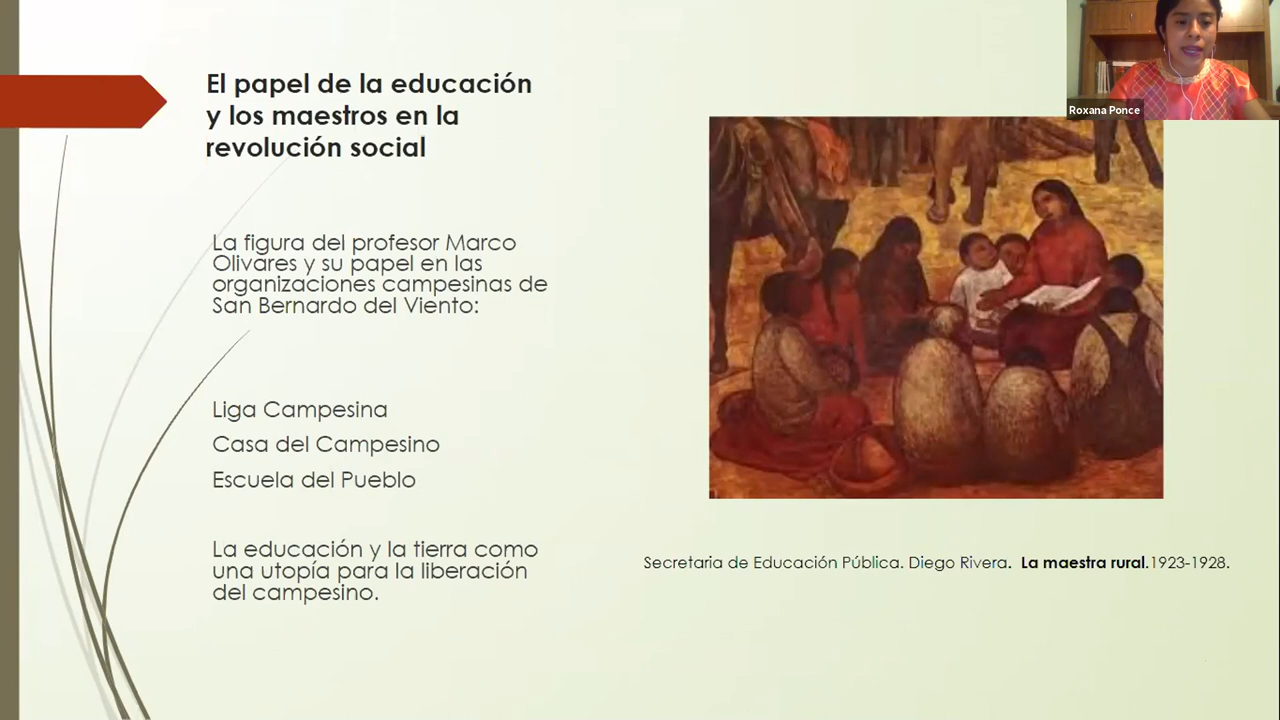 El papel de la educación
y los maestros en la
revolución social
La figura del profesor Marco
Olivares y su papel en las
organizaciones campesinas de
San Bernardo del Viento:
Liga Campesina
Casa del Campesino
Escuela del Pueblo
La educación y la tierra como
una utopía para la liberación
del campesino.
Roxana Ponce
Secretaria de Educación Pública. Diego Rivera. La maestra rural.1923-1928.